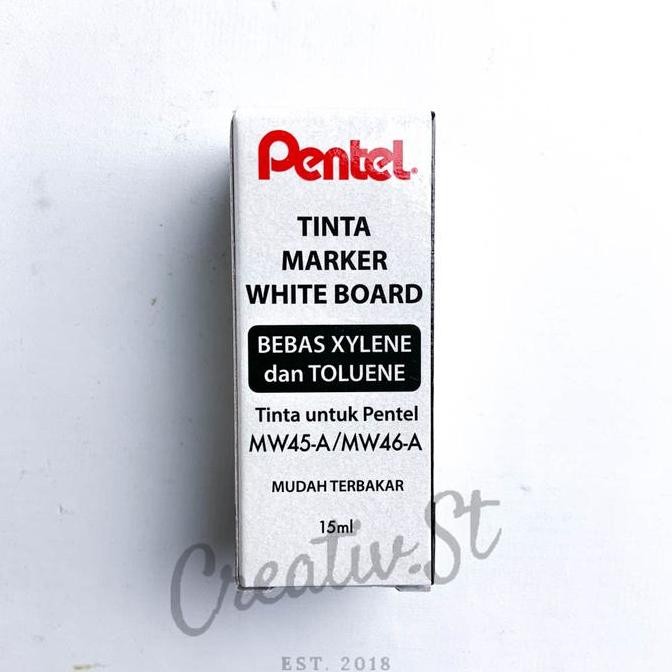 Pentel
TINTA
MARKER
WHITE BOARD
BEBAS XYLENE
dan TOLUENE
Tinta untuk Pentel
MW45-A/MW46-A
MUDAH TERBAKAR
15ml
Creativ.St
EST. 2018